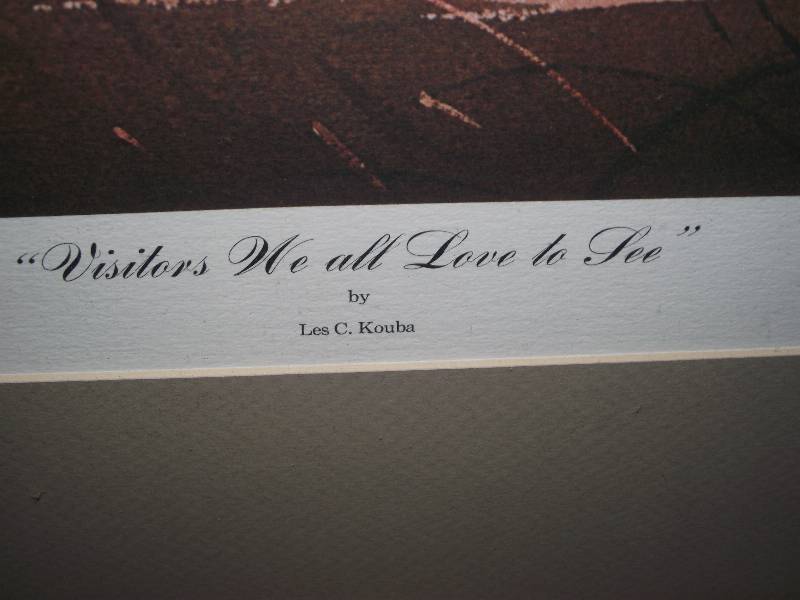 “Visitors We all Love to See”
by
Les C. Kouba